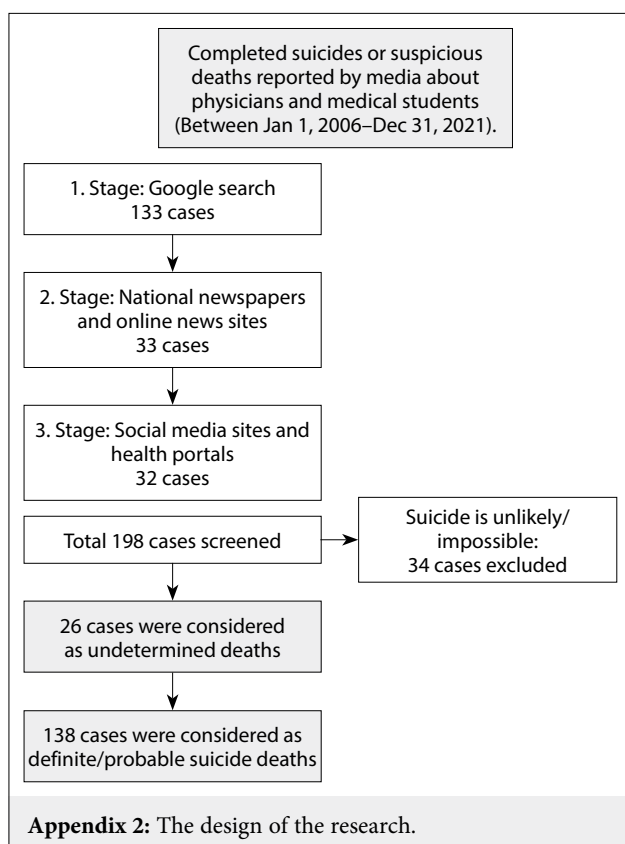 Completed suicides or suspicious
deaths reported by media about
physicians and medical students
(Between Jan 1, 2006–Dec 31, 2021).
1. Stage: Google search
133 cases
2. Stage: National newspapers
and online news sites
33 cases
3. Stage: Social media sites and
health portals
32 cases
Total 198 cases screened
Suicide is unlikely/
impossible:
34 cases excluded
26 cases were considered
as undetermined deaths
138 cases were considered as
definite/probable suicide deaths
Appendix 2: The design of the research.